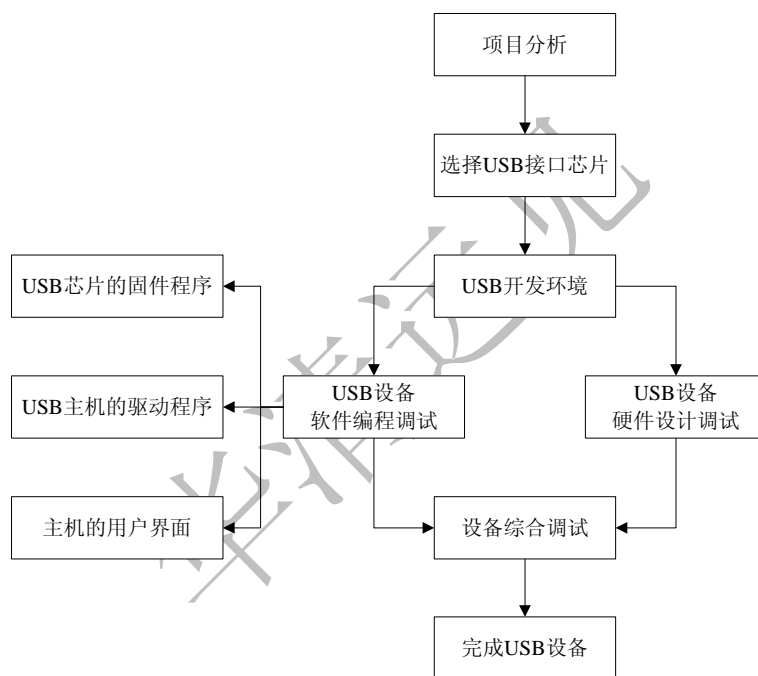 项目分析
选择USB接口芯片
USB芯片的固件程序
USB开发环境
USB主机的驱动程序
USB设备
软件编程调试
USB设备
硬件设计调试
主机的用户界面
设备综合调试
完成USB设备
华清远见